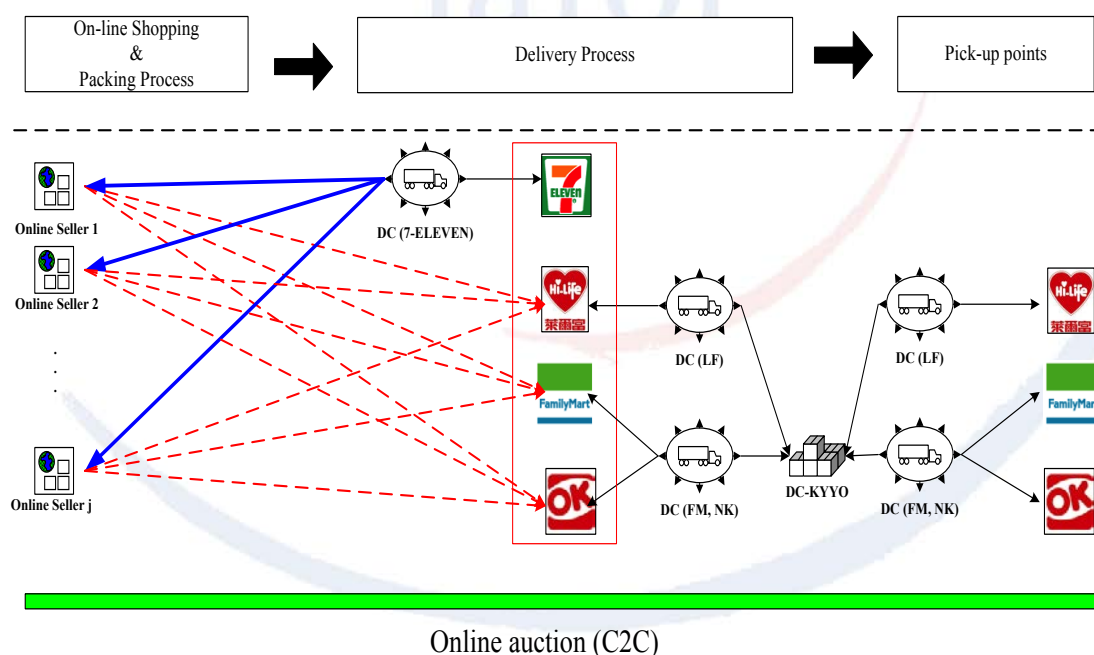 On-line Shopping
&
Packing Process
Delivery Process
Pick-up points
Online Seller 1
Online Seller 2
.
.
.
Online Seller j
DC (7-ELEVEN)
7
ELEVEN
Hi-Life
萊爾富
FamilyMart
OK
DC (LF)
DC (FM, NK)
DC-KYYO
DC (LF)
DC (FM, NK)
Hi-Life
萊爾富
FamilyMart
OK
Online auction (C2C)